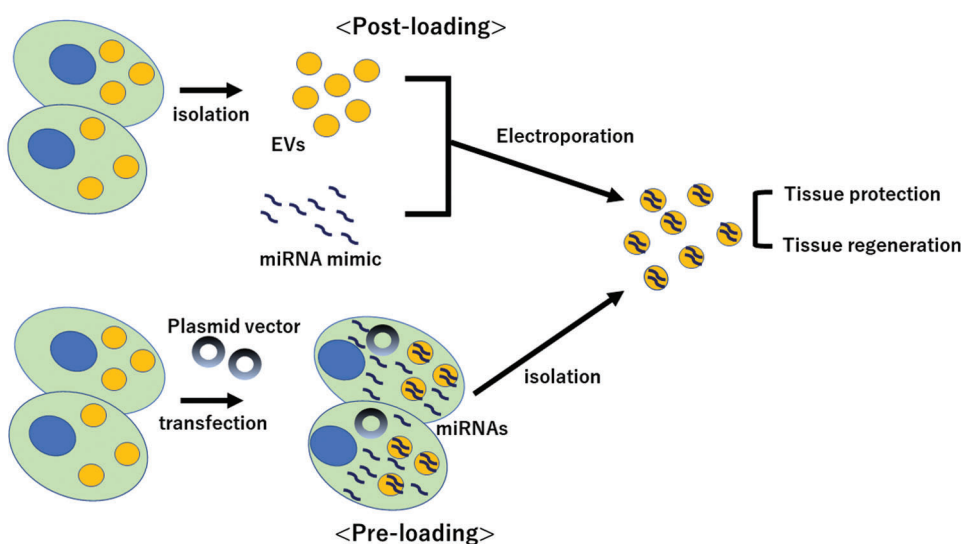 <Post-loading>
isolation
EVs
miRNA mimic
Electroporation
Tissue protection
Tissue regeneration
Plasmid vector
transfection
miRNAs
isolation
<Pre-loading>